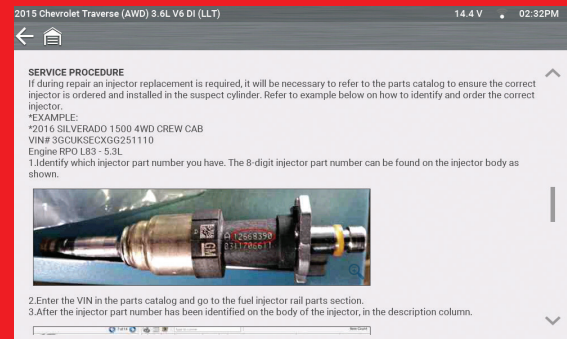 2015 Chevrolet Traverse (AWD) 3.6L V6 DI (LLT) 14.4 V 02:32PM
SERVICE PROCEDURE
If during repair an injector replacement is required, it will be necessary to refer to the parts catalog to ensure the correct
injector is ordered and installed in the suspect cylinder. Refer to example below on how to identify and order the correct
injector.
*EXAMPLE:
*2016 SILVERADO 1500 4WD CREW CAB
VIN# 3GCUKSECXGG251110
Engine RPO L83 - 5.3L
1.Identify which injector part number you have. The 8-digit injector part number can be found on the injector body as
shown.
GM
A 12668390
0341706611
2.Enter the VIN in the parts catalog and go to the fuel injector rail parts section.
3.After the injector part number has been identified on the body of the injector, in the description column.